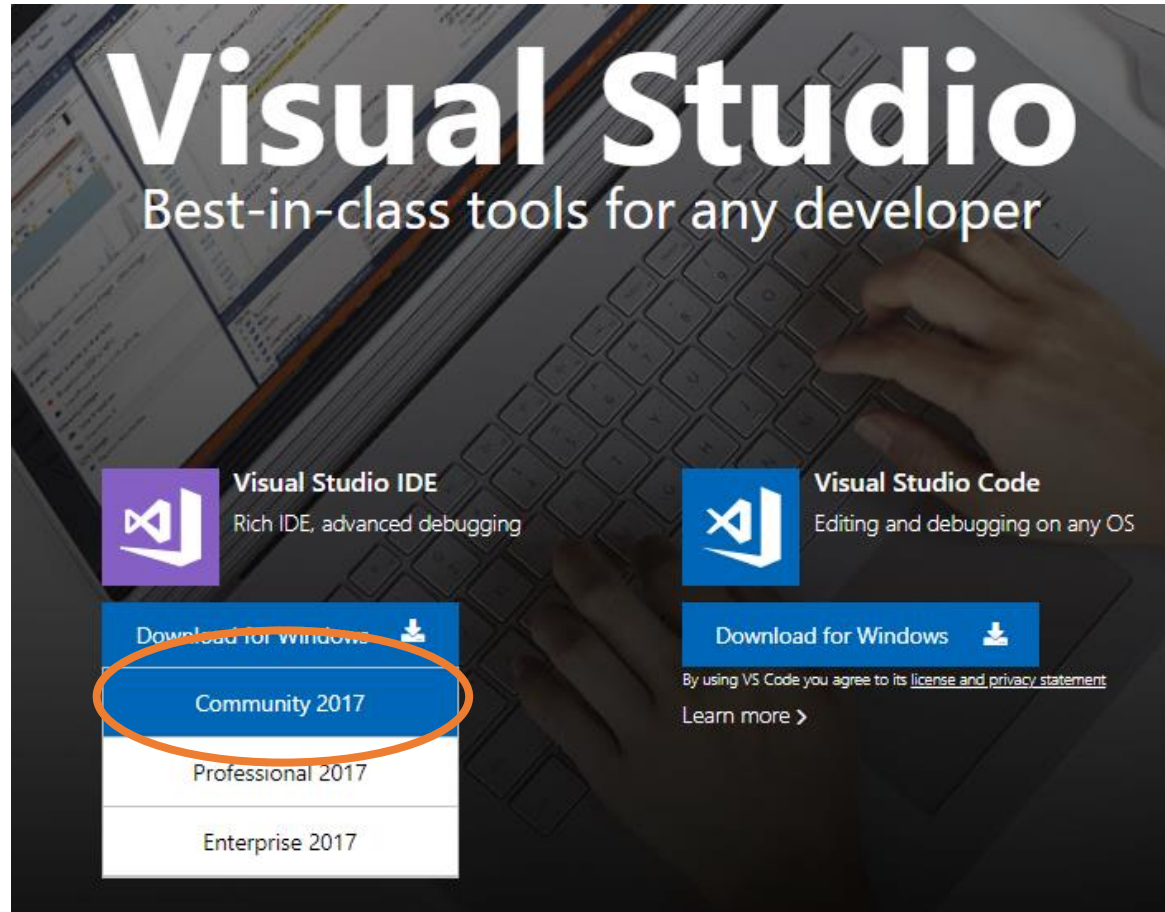 Visual Studio
Best-in-class tools for any developer
Visual Studio IDE
Rich IDE, advanced debugging
Download for Windows
Community 2017
Professional 2017
Enterprise 2017
Visual Studio Code
Editing and debugging on any OS
Download for Windows
By using VS Code you agree to its license and privacy statement
Learn more >